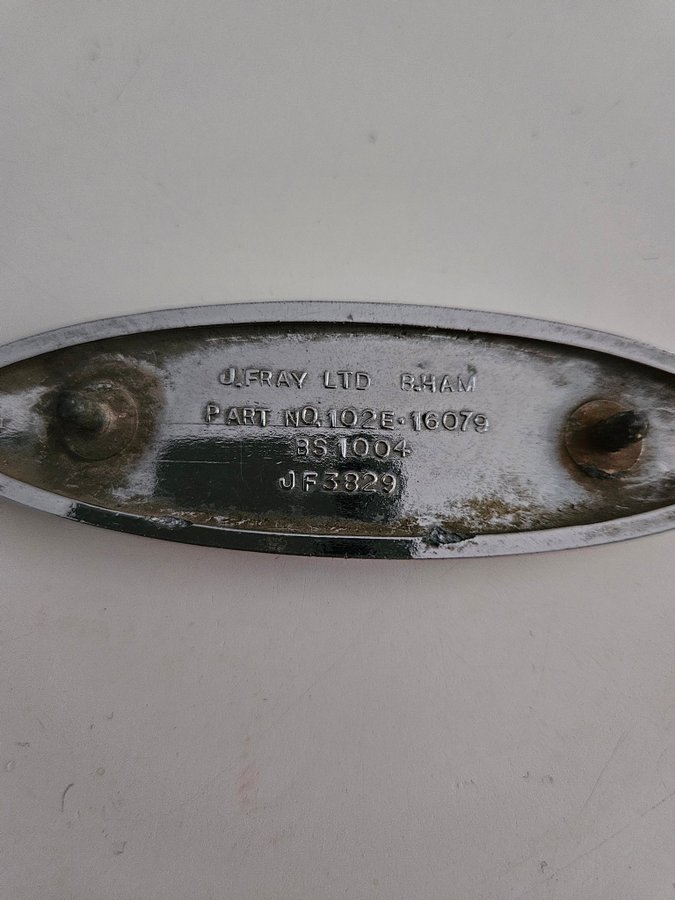 J.FRAY LTD B.HAM
PART NO.102E-16079
BS 1004
JF3829